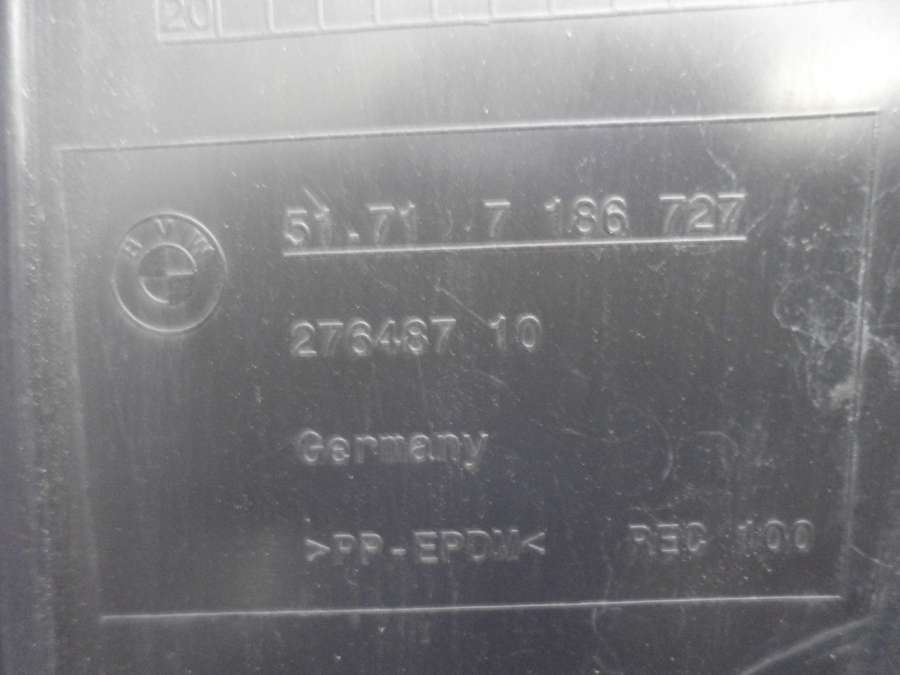 20
BMW
51.71 7 186 727
276487 10
Germany
>PP-EPDM< REC 100